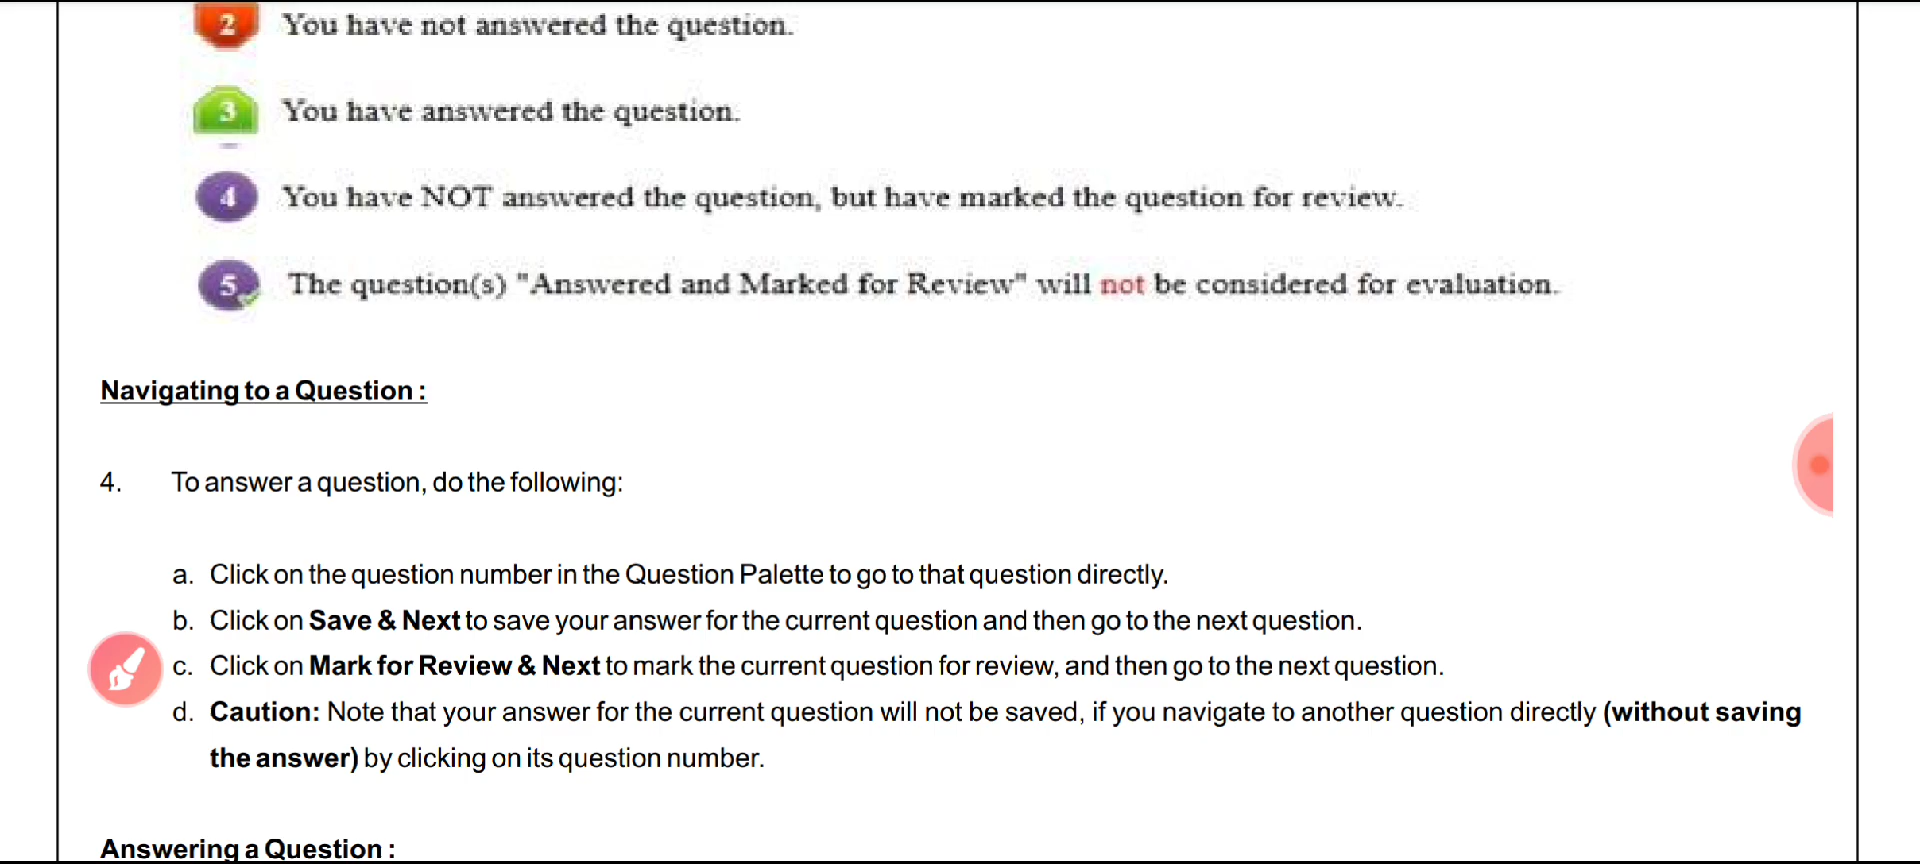 2 You have not answered the question.
3 You have answered the question.
4 You have NOT answered the question, but have marked the question for review.
5 The question(s) "Answered and Marked for Review" will not be considered for evaluation.
Navigating to a Question :
4. To answer a question, do the following:
a. Click on the question number in the Question Palette to go to that question directly.
b. Click on Save & Next to save your answer for the current question and then go to the next question.
c. Click on Mark for Review & Next to mark the current question for review, and then go to the next question.
d. Caution: Note that your answer for the current question will not be saved, if you navigate to another question directly (without saving
the answer) by clicking on its question number.
Answering a Question :